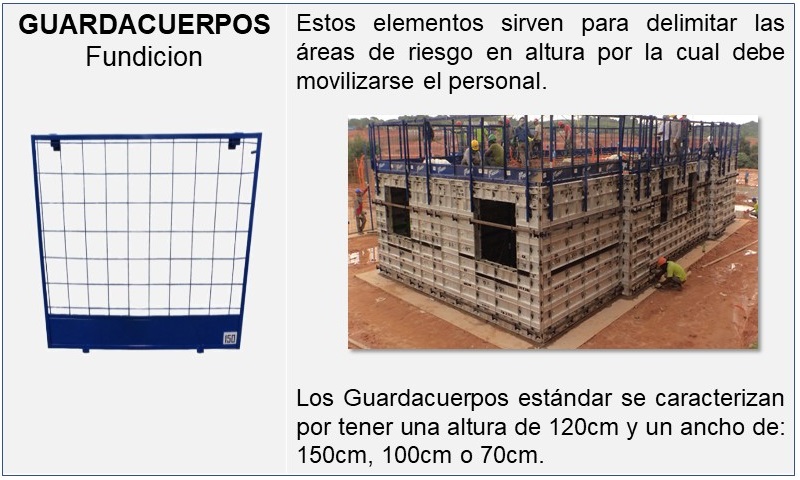 GUARDACUERPOS
Fundicion
Estos elementos sirven para delimitar las
áreas de riesgo en altura por la cual debe
movilizarse el personal.
150
Los Guardacuerpos estándar se caracterizan
por tener una altura de 120cm y un ancho de:
150cm, 100cm o 70cm.